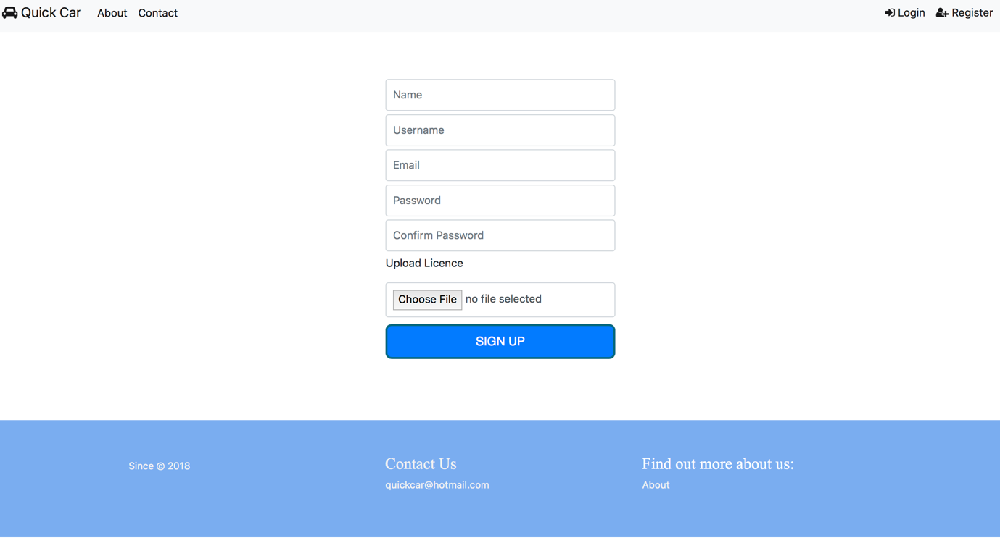 Quick Car About Contact Login Register
Name
Username
Email
Password
Confirm Password
Upload Licence
Choose File no file selected
SIGN UP
Since © 2018
Contact Us
quickcar@hotmail.com
Find out more about us:
About